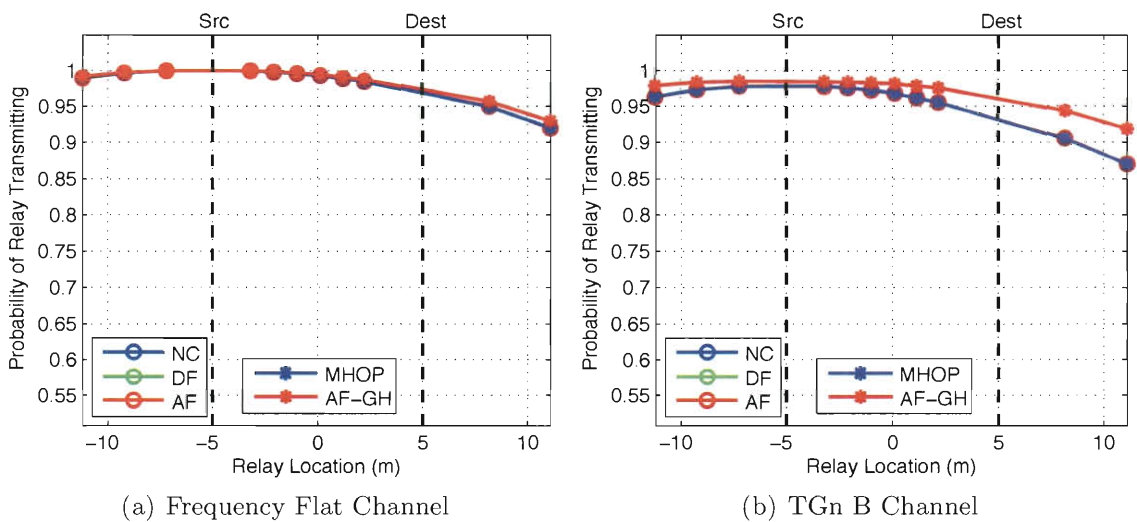 Src Dest
Probability of Relay Transmitting
1
0.95
0.9
0.85
0.8
0.75
0.7
0.65
0.6
0.55
NC
DF
AF
MHOP
AF-GH
-10 -5 0 5 10
Relay Location (m)
(a) Frequency Flat Channel
Src Dest
Probability of Relay Transmitting
1
0.95
0.9
0.85
0.8
0.75
0.7
0.65
0.6
0.55
NC
DF
AF
MHOP
AF-GH
-10 -5 0 5 10
Relay Location (m)
(b) TGn B Channel